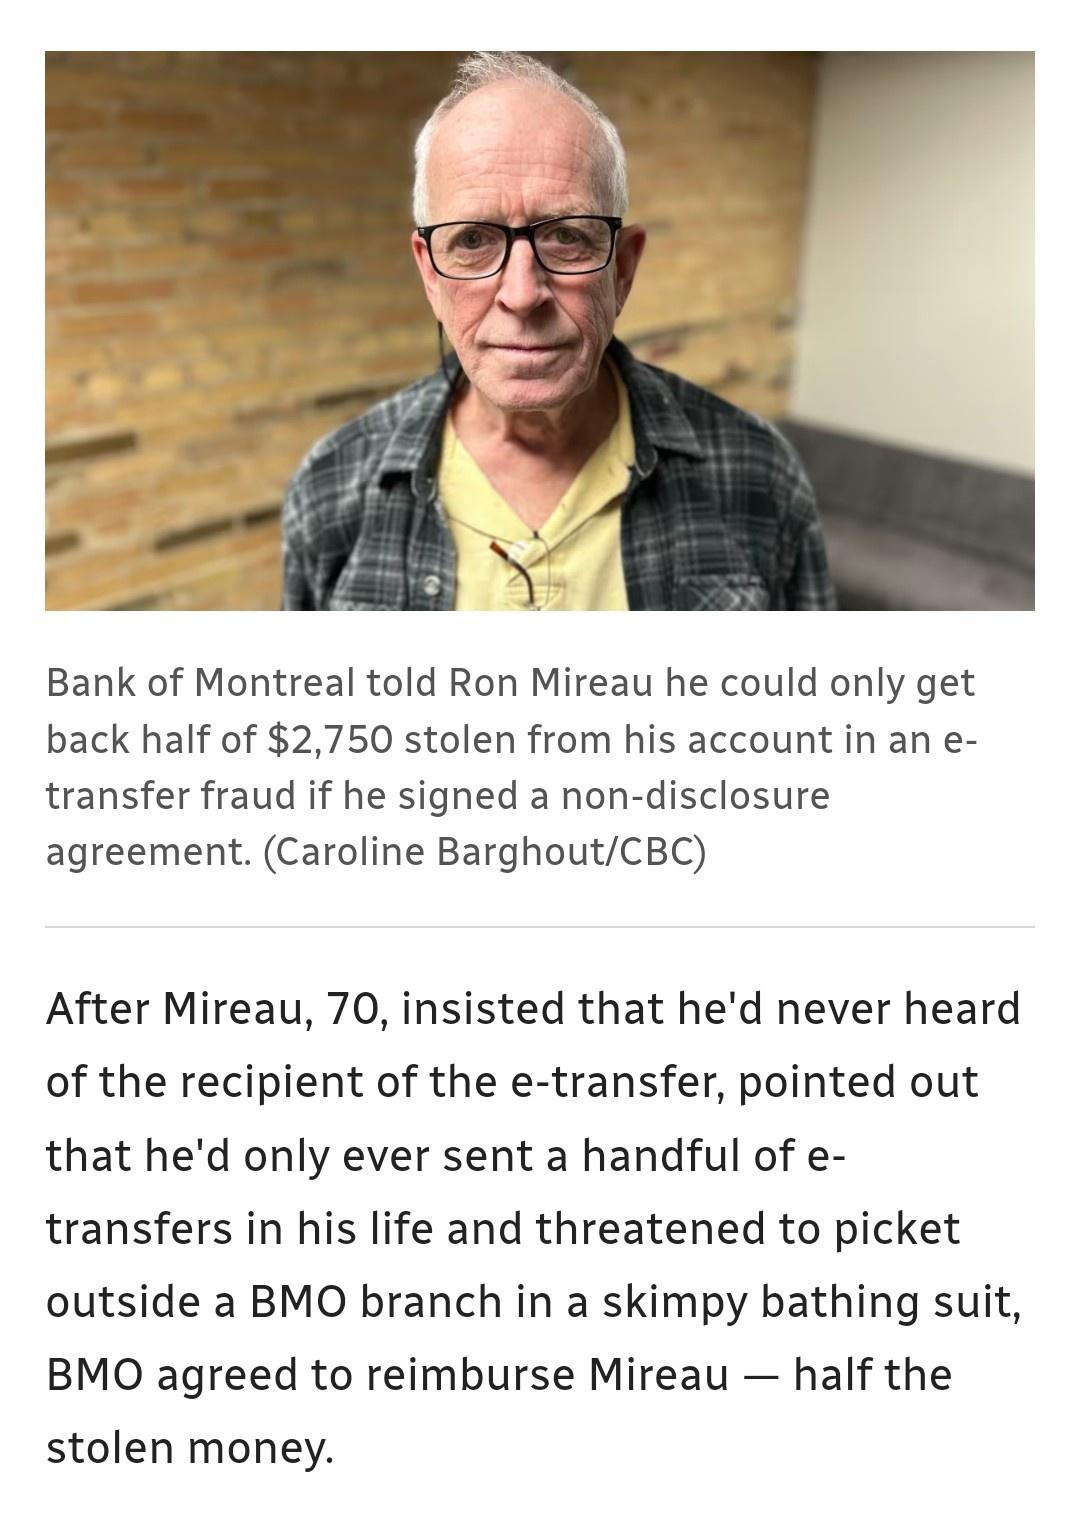 Bank of Montreal told Ron Mireau he could only get
back half of $2,750 stolen from his account in an e-
transfer fraud if he signed a non-disclosure
agreement. (Caroline Barghout/CBC)
After Mireau, 70, insisted that he'd never heard
of the recipient of the e-transfer, pointed out
that he'd only ever sent a handful of e-
transfers in his life and threatened to picket
outside a BMO branch in a skimpy bathing suit,
BMO agreed to reimburse Mireau — half the
stolen money.